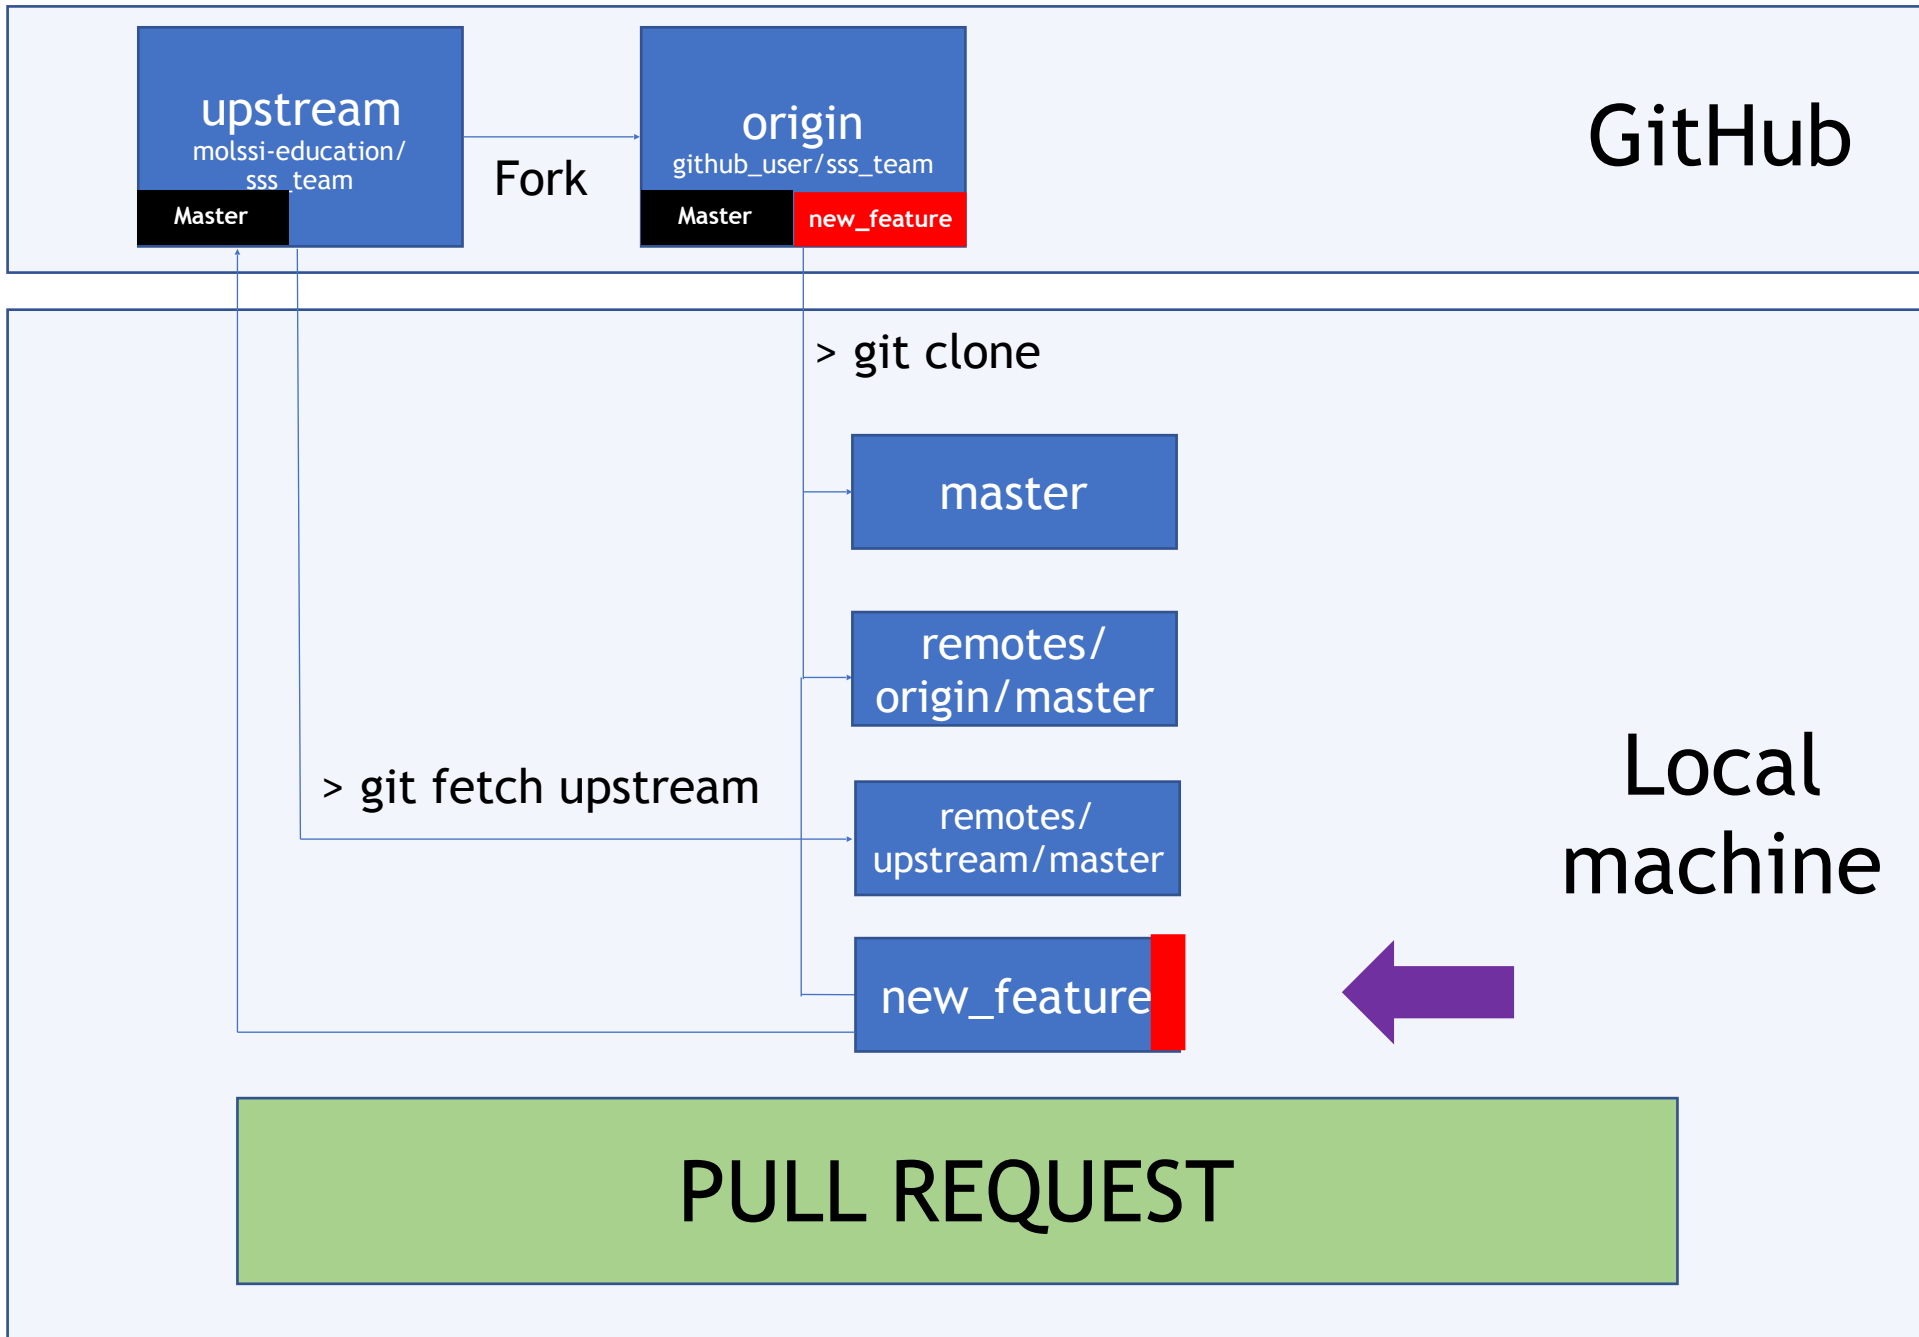 upstream
molssi-education/
sss_team
Master
Fork
origin
github_user/sss_team
Master
new_feature
GitHub
> git clone
master
remotes/
origin/master
> git fetch upstream
remotes/
upstream/master
Local
machine
new_feature
PULL REQUEST